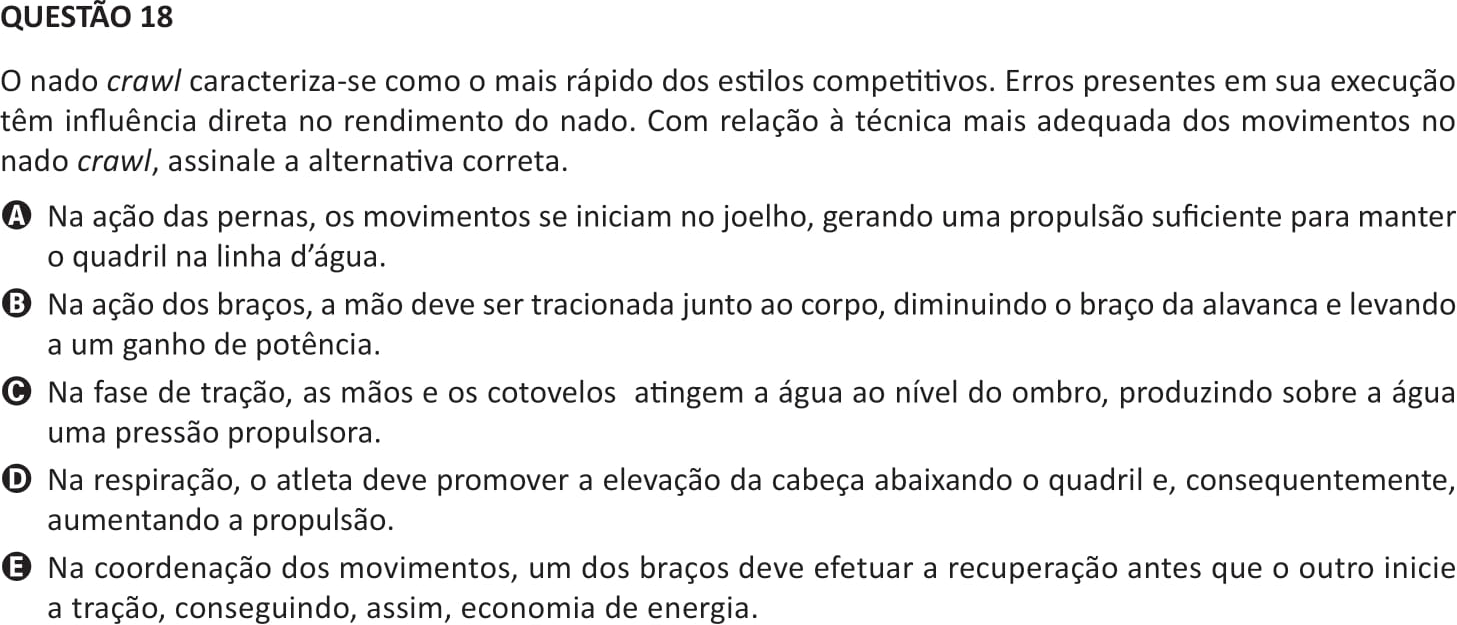 QUESTÃO 18
O nado crawl caracteriza-se como o mais rápido dos estilos competitivos. Erros presentes em sua execução
têm influência direta no rendimento do nado. Com relação à técnica mais adequada dos movimentos no
nado crawl, assinale a alternativa correta.
A Na ação das pernas, os movimentos se iniciam no joelho, gerando uma propulsão suficiente para manter
o quadril na linha d’água.
B Na ação dos braços, a mão deve ser tracionada junto ao corpo, diminuindo o braço da alavanca e levando
a um ganho de potência.
C Na fase de tração, as mãos e os cotovelos atingem a água ao nível do ombro, produzindo sobre a água
uma pressão propulsora.
D Na respiração, o atleta deve promover a elevação da cabeça abaixando o quadril e, consequentemente,
aumentando a propulsão.
E Na coordenação dos movimentos, um dos braços deve efetuar a recuperação antes que o outro inicie
a tração, conseguindo, assim, economia de energia.